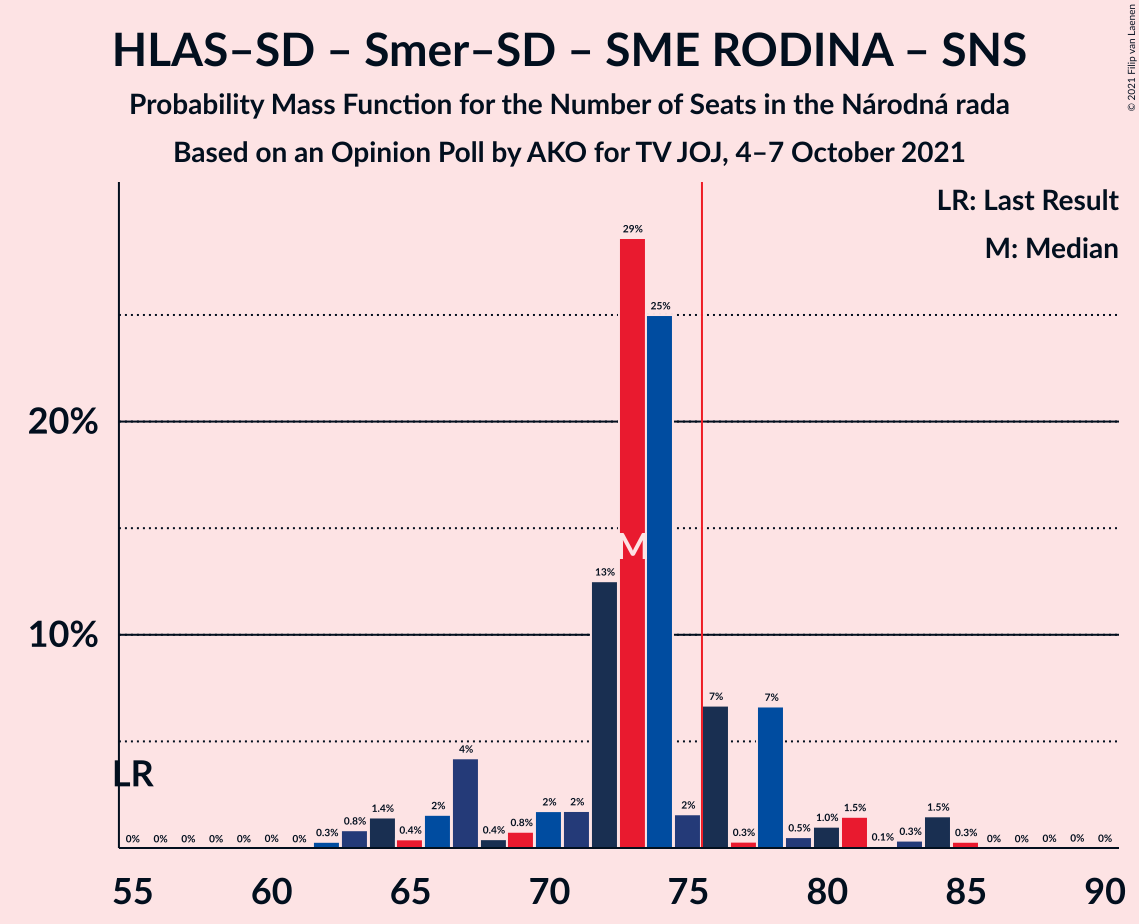 HLAS–SD – Smer–SD – SME RODINA – SNS
Probability Mass Function for the Number of Seats in the Národná rada
Based on an Opinion Poll by AKO for TV JOJ, 4–7 October 2021
© 2021 Filip van Laenen
LR: Last Result
M: Median
20%
10%
LR
M
0% 0% 0% 0% 0% 0% 0% 0.3% 0.8% 1.4% 0.4% 2% 4% 0.4% 0.8% 2% 2% 13% 29% 25% 2% 7% 0.3% 7% 0.5% 1.0% 1.5% 0.1% 0.3% 1.5% 0.3% 0% 0% 0% 0% 0%
55 60 65 70 75 80 85 90